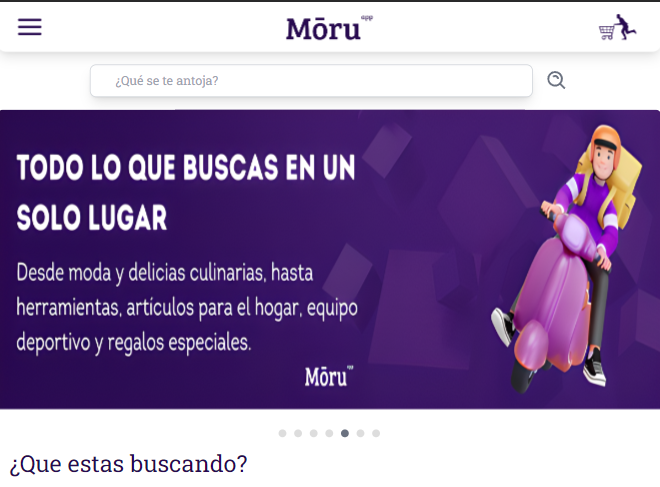 Mōru app
¿Qué se te antoja?
TODO LO QUE BUSCAS EN UN
SOLO LUGAR
Desde moda y delicias culinarias, hasta
herramientas, artículos para el hogar, equipo
deportivo y regalos especiales.
Mōru app
¿Que estas buscando?